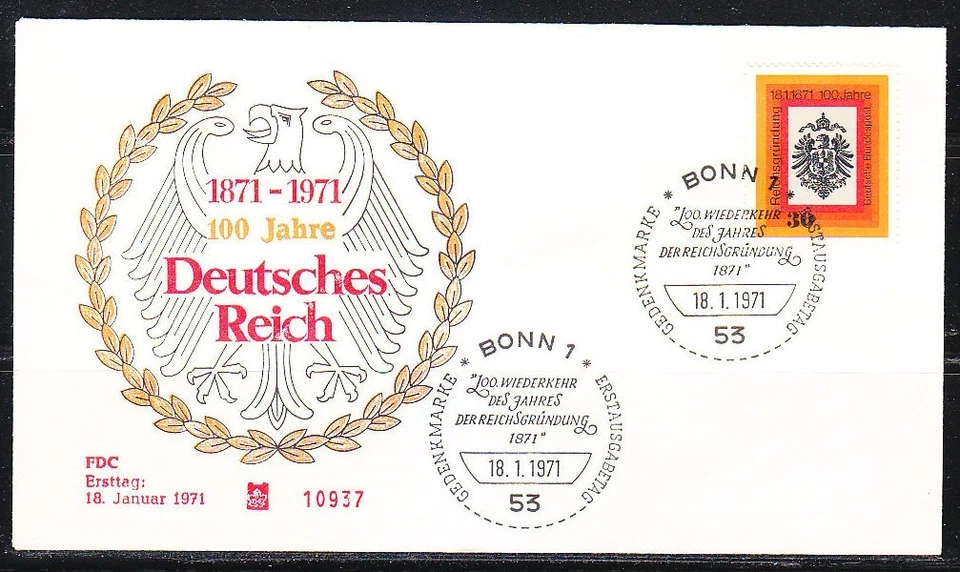 1871 - 1971
100 Jahre
Deutsches
Reich
FDC
Ersttag:
18. Januar 1971
10937
18.1.1871 100 Jahre
Reichsgründung
Deutsche Bundespost
30
BONN 1
GEDENKMARKE
ERSTAUSGABETAG
"100. WIEDERKEHR
DES JAHRES
DER REICHSGRÜNDUNG
1871"
18.1.1971
53
BONN 1
GEDENKMARKE
ERSTAUSGABETAG
"100. WIEDERKEHR
DES JAHRES
DER REICHSGRÜNDUNG
1871"
18.1.1971
53